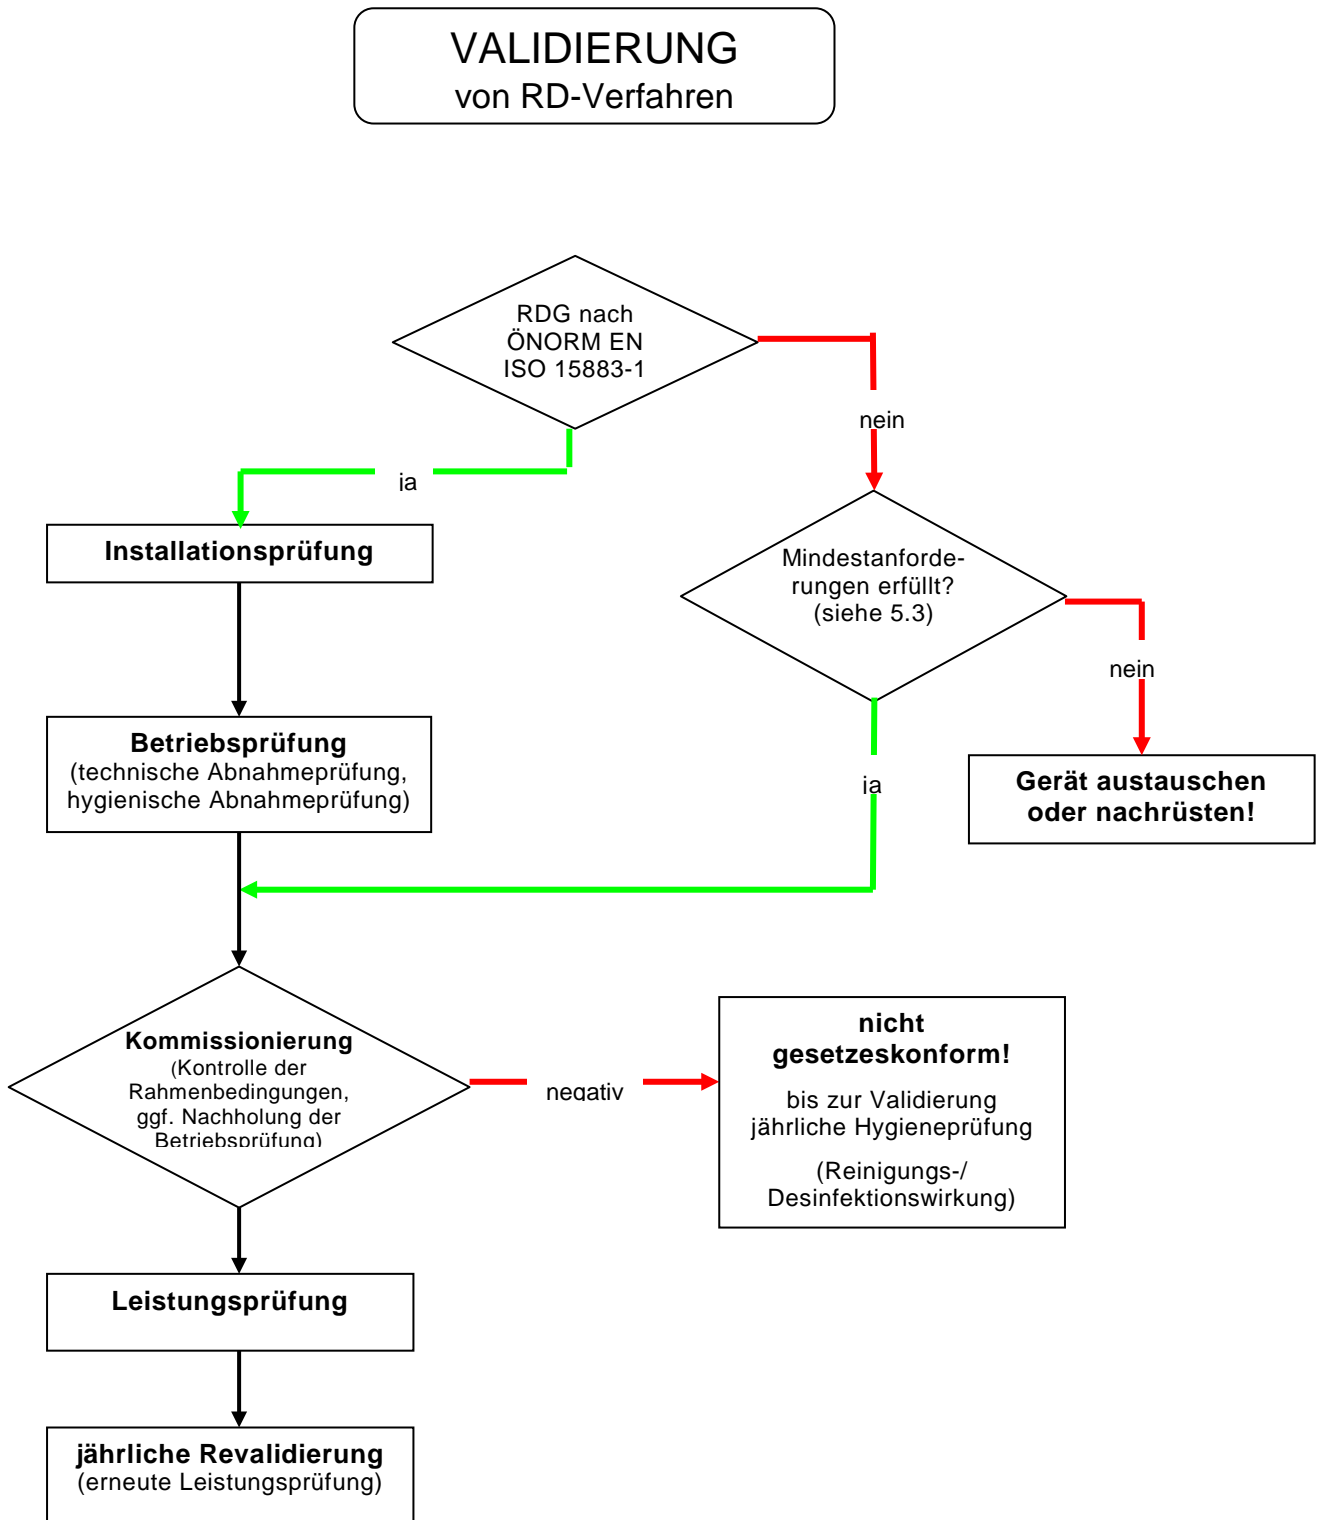 VALIDIERUNG
von RD-Verfahren
RDG nach
ÖNORM EN
ISO 15883-1
nein
ja
Installationsprüfung
Mindestanforde-
rungen erfüllt?
(siehe 5.3)
nein
Betriebsprüfung
(technische Abnahmeprüfung,
hygienische Abnahmeprüfung)
ja
Gerät austauschen
oder nachrüsten!
Kommissionierung
(Kontrolle der
Rahmenbedingungen,
ggf. Nachholung der
Betriebsprüfung)
negativ
nicht
gesetzeskonform!
bis zur Validierung
jährliche Hygieneprüfung
(Reinigungs-/
Desinfektionswirkung)
Leistungsprüfung
jährliche Revalidierung
(erneute Leistungsprüfung)